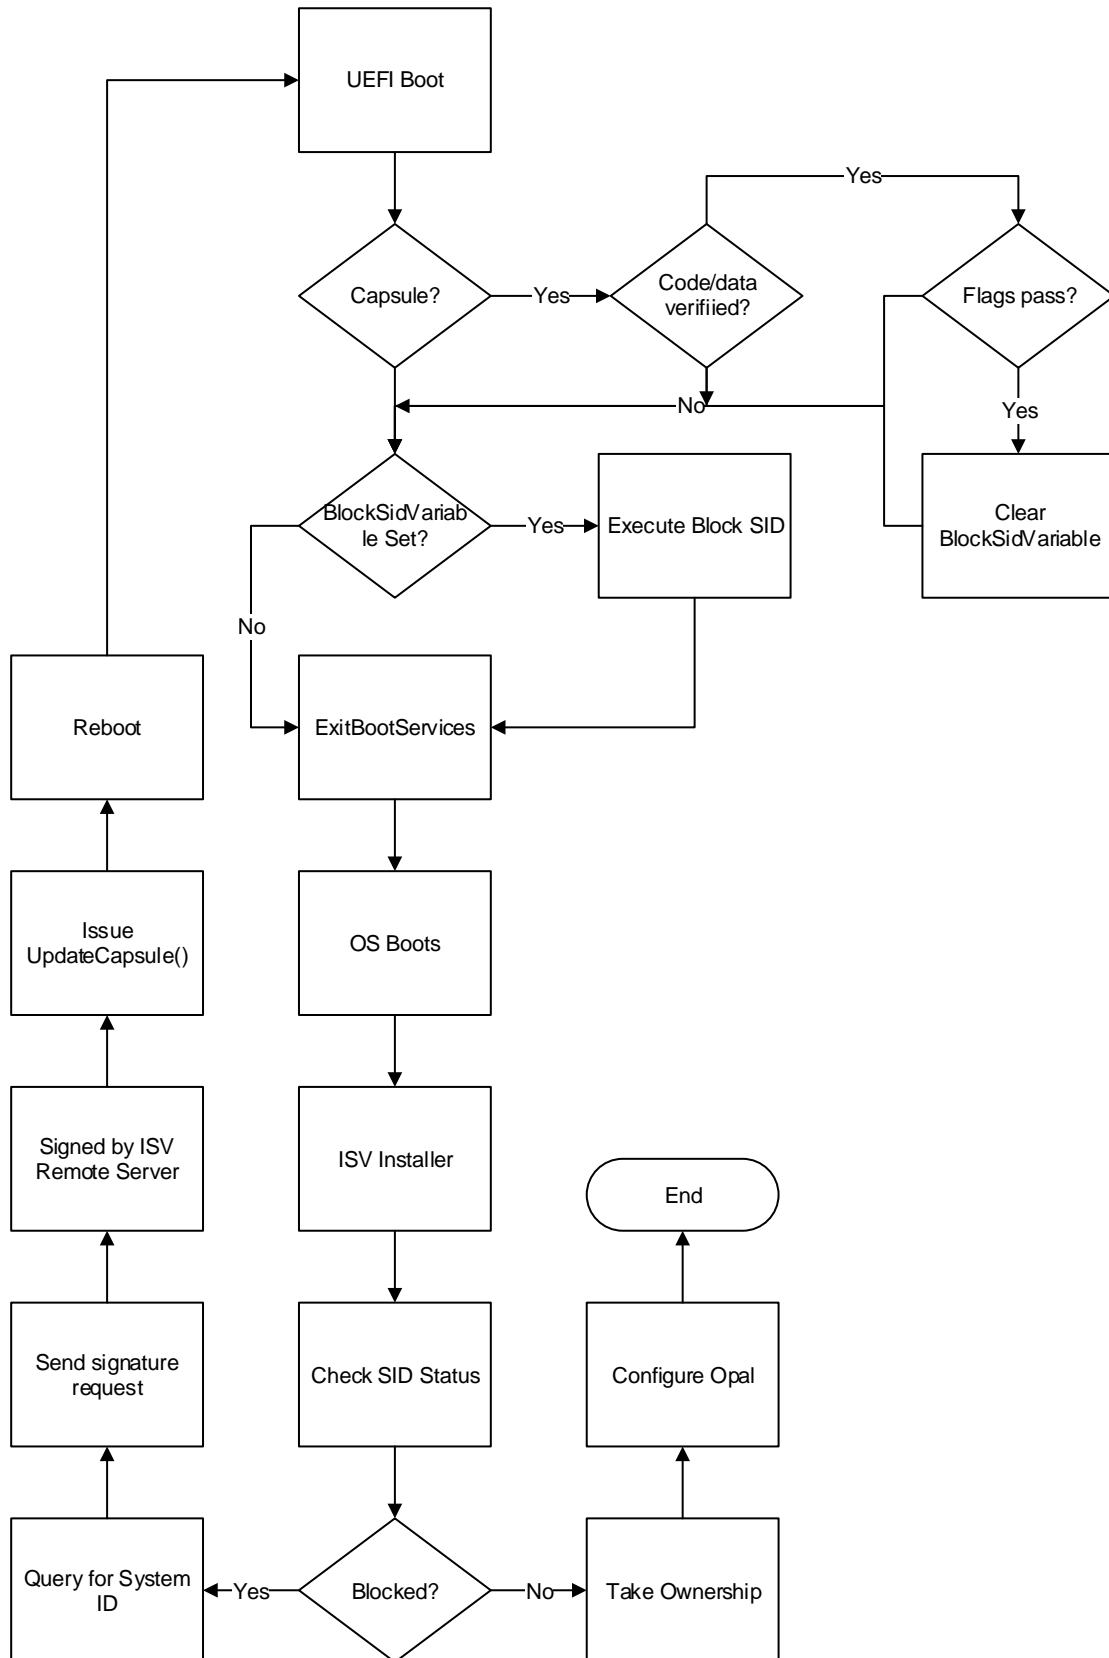 UEFI Boot
Yes
Capsule?
Yes
Code/data
verifiied?
Flags pass?
No
Yes
BlockSidVariab
le Set?
Yes
Execute Block SID
Clear
BlockSidVariable
No
Reboot
ExitBootServices
Issue
UpdateCapsule()
OS Boots
Signed by ISV
Remote Server
ISV Installer
End
Send signature
request
Check SID Status
Configure Opal
Query for System
ID
Yes
Blocked?
No
Take Ownership